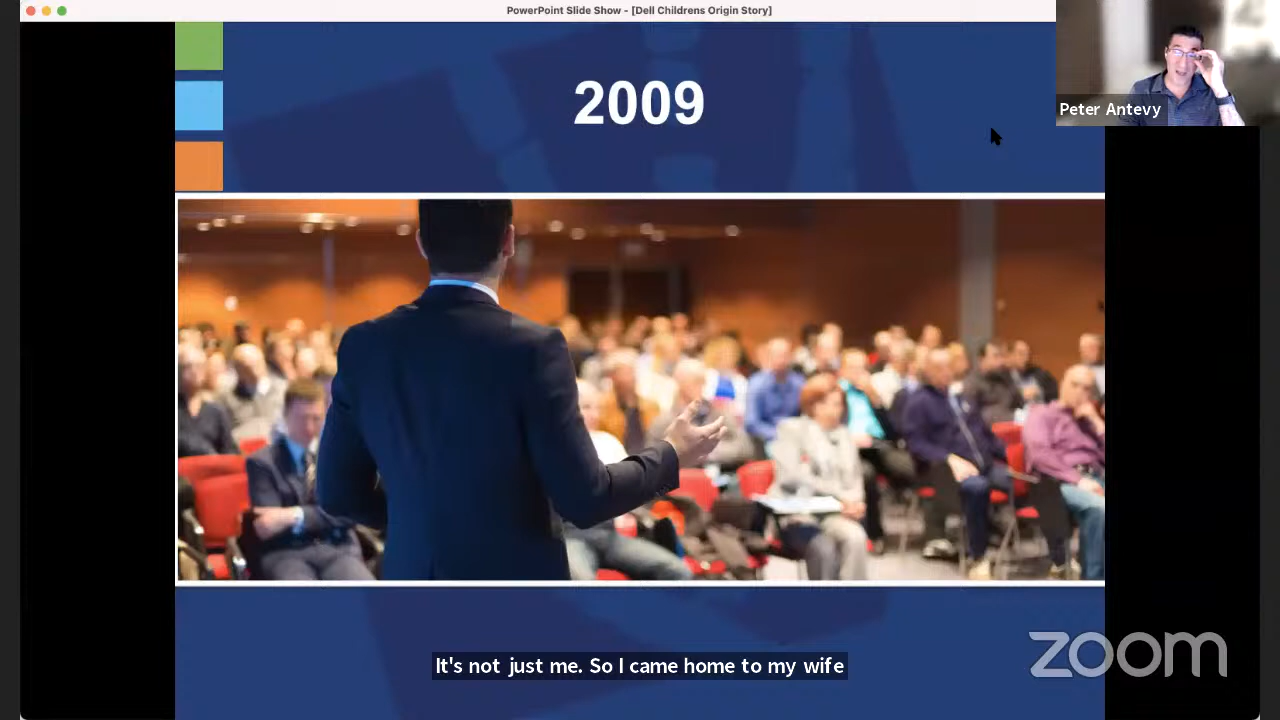 PowerPoint Slide Show - [Dell Childrens Origin Story]
2009
Peter Antevy
It's not just me. So I came home to my wife
zoom